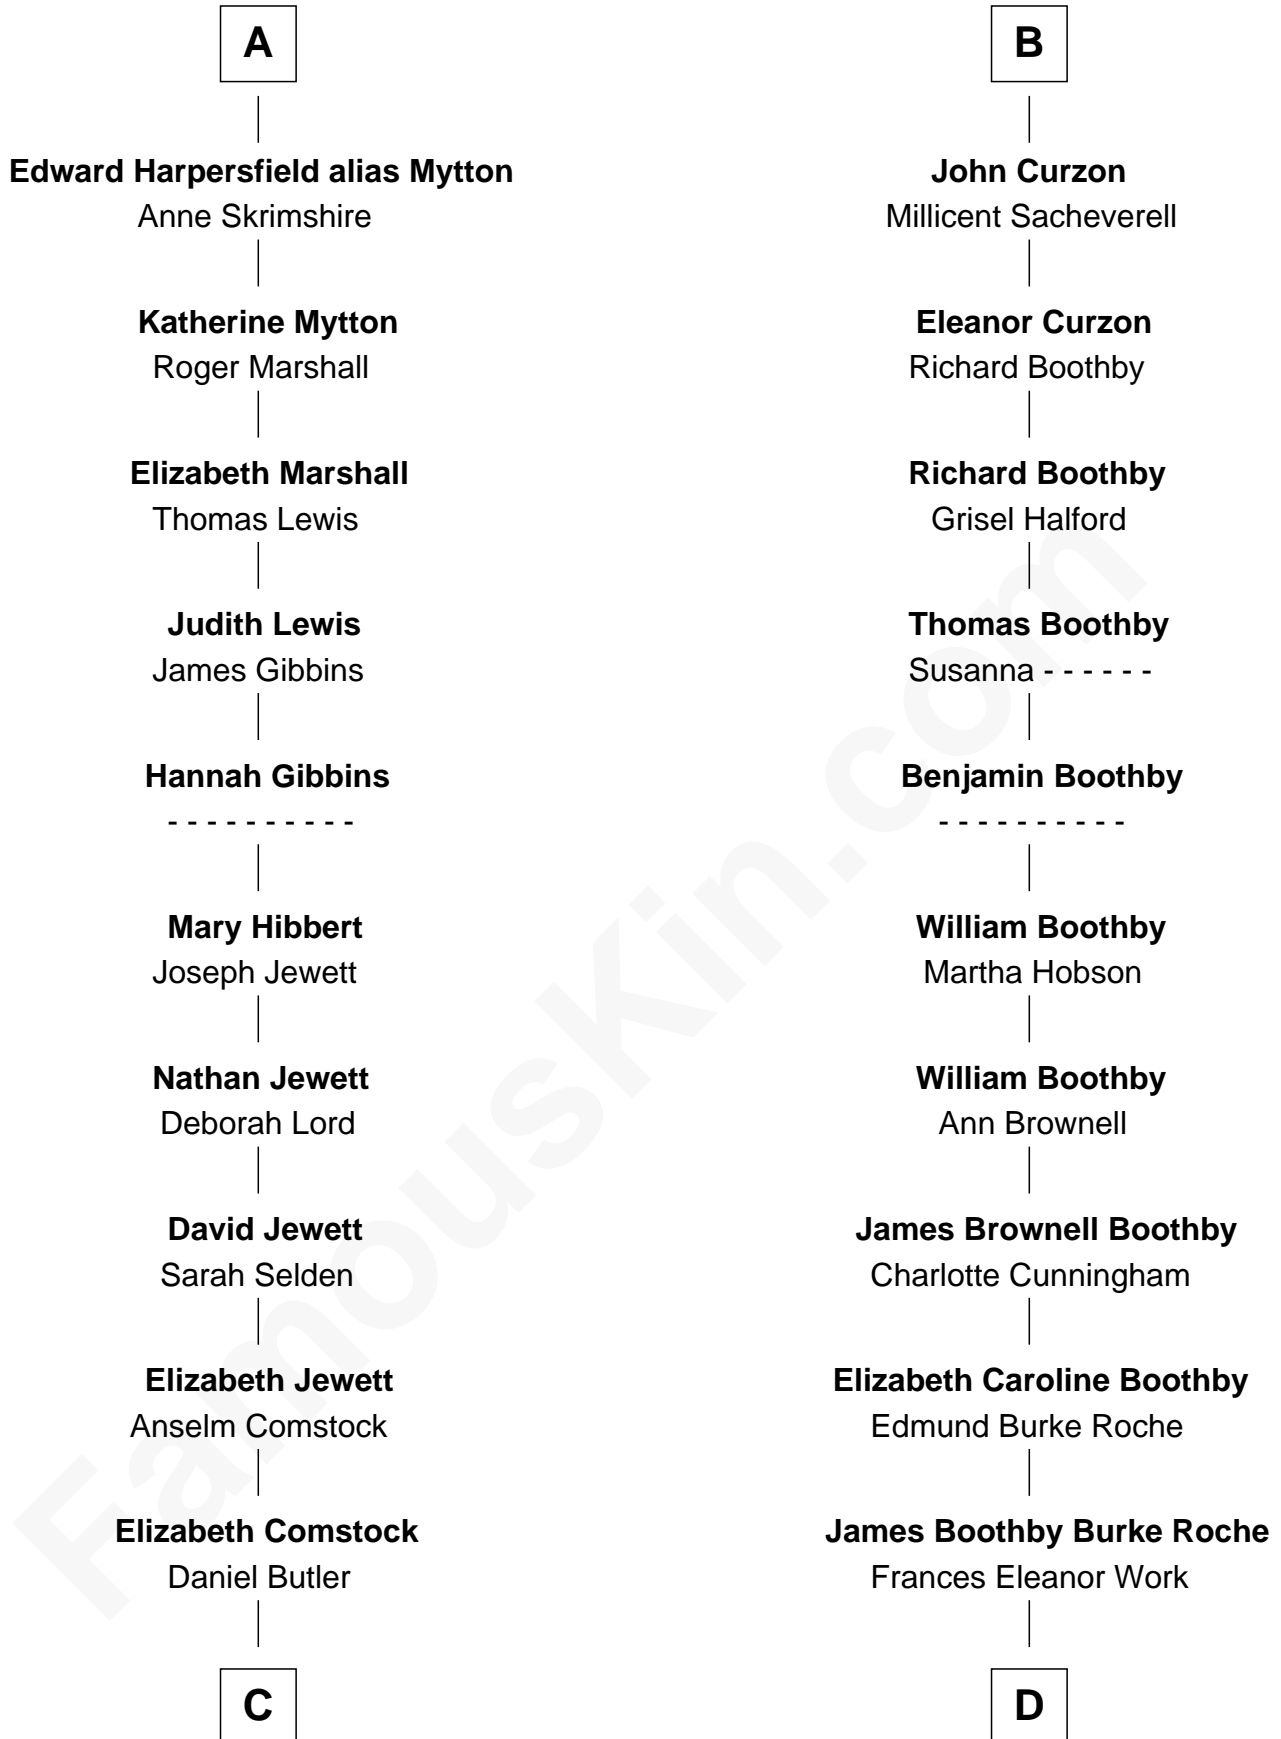 A
Edward Harpersfield alias Mytton
Anne Skrimshire
Katherine Mytton
Roger Marshall
Elizabeth Marshall
Thomas Lewis
Judith Lewis
James Gibbins
Hannah Gibbins
- - - - - - - - - -
Mary Hibbert
Joseph Jewett
Nathan Jewett
Deborah Lord
David Jewett
Sarah Selden
Elizabeth Jewett
Anselm Comstock
Elizabeth Comstock
Daniel Butler
C
B
John Curzon
Millicent Sacheverell
Eleanor Curzon
Richard Boothby
Richard Boothby
Grisel Halford
Thomas Boothby
Susanna - - - - - -
Benjamin Boothby
- - - - - - - - - -
William Boothby
Martha Hobson
William Boothby
Ann Brownell
James Brownell Boothby
Charlotte Cunningham
Elizabeth Caroline Boothby
Edmund Burke Roche
James Boothby Burke Roche
Frances Eleanor Work
D
FamousKin.com